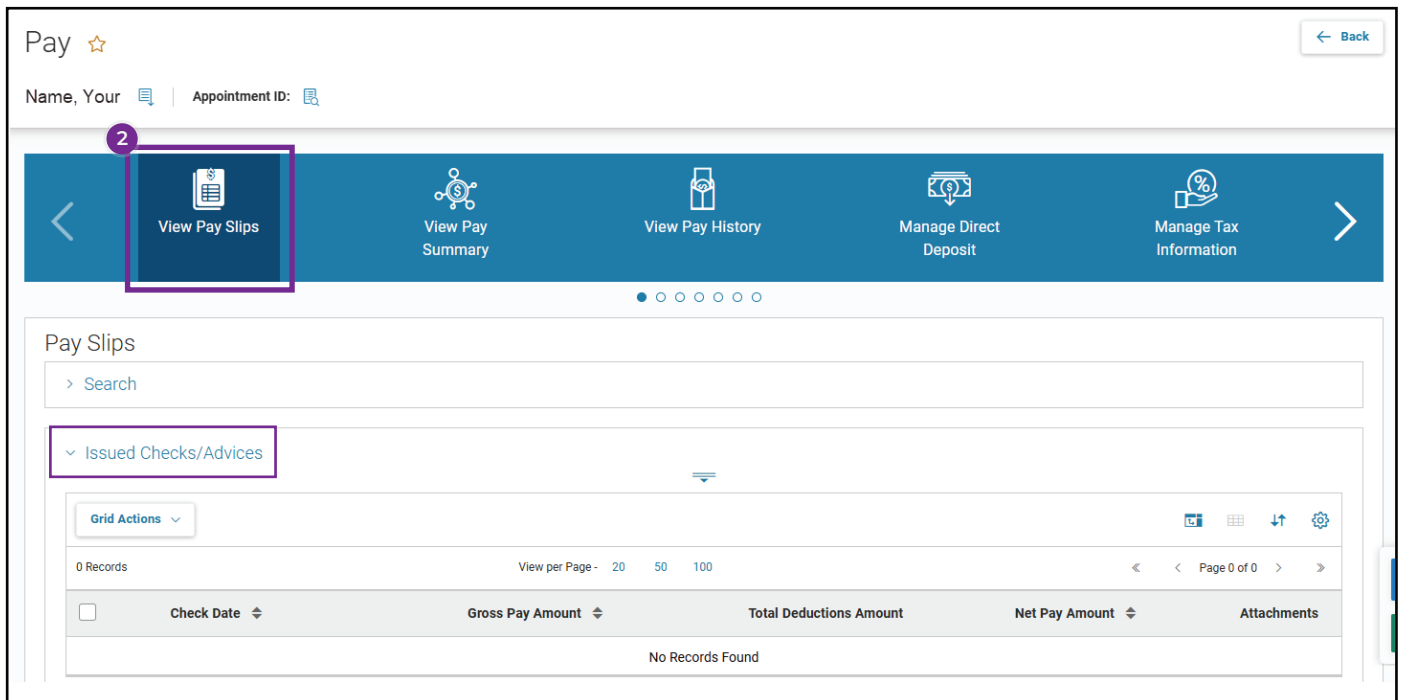 Pay
Back
Name, Your
Appointment ID:
2
View Pay Slips
View Pay
Summary
View Pay History
Manage Direct
Deposit
Manage Tax
Information
Pay Slips
Search
Issued Checks/Advices
Grid Actions
0 Records
View per Page - 20 50 100
Page 0 of 0
Check Date
Gross Pay Amount
Total Deductions Amount
Net Pay Amount
Attachments
No Records Found